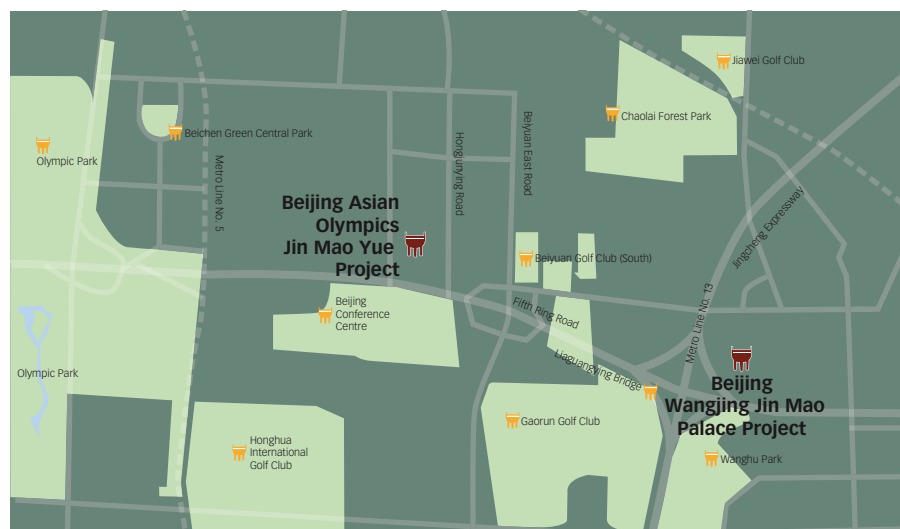 Jiawei Golf Club
Chaolai Forest Park
Beichen Green Central Park
Olympic Park
Metro Line No. 5
Hongjunying Road
Beiyuan East Road
Beijing Asian
Olympics
Jin Mao Yue
Project
Jingcheng Expressway
Beiyuan Golf Club (South)
Beijing
Conference
Centre
Fifth Ring Road
Metro Line No. 13
Liaguangying Bridge
Olympic Park
Beijing
Wangjing Jin Mao
Palace Project
Gaorun Golf Club
Honghua
International
Golf Club
Wanghu Park